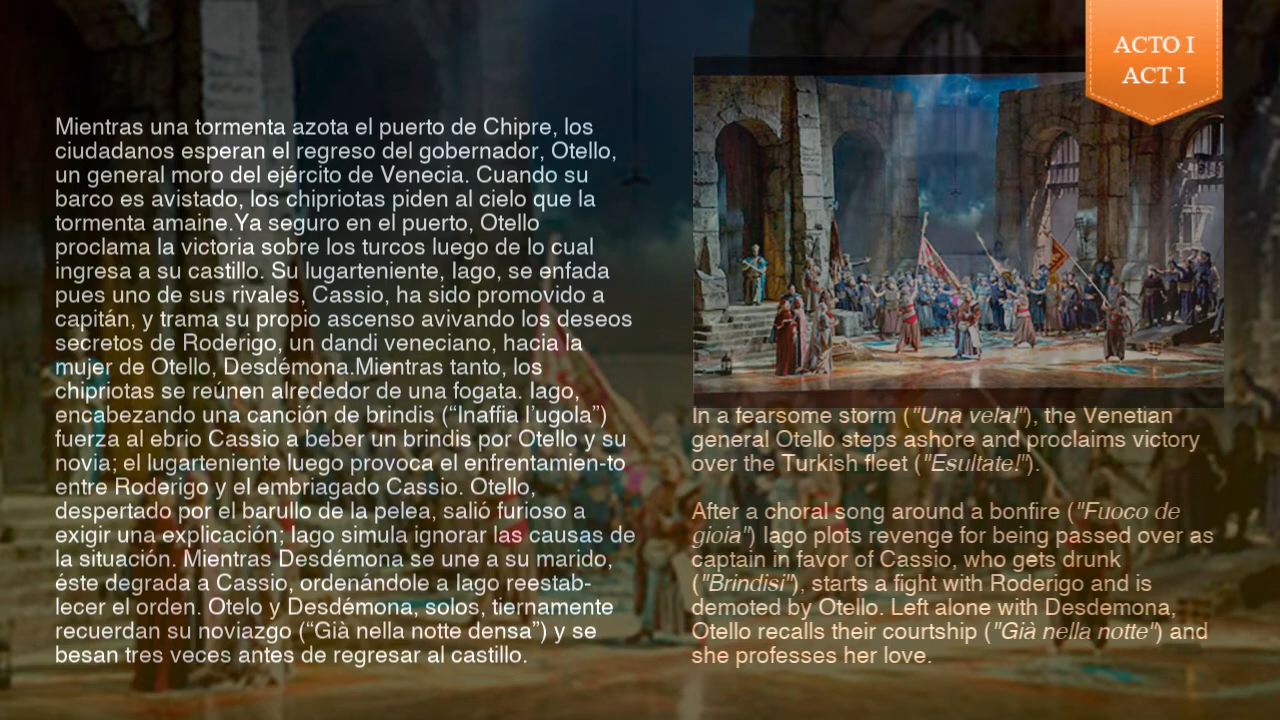 ACTO I
ACT I
Mientras una tormenta azota el puerto de Chipre, los
ciudadanos esperan el regreso del gobernador, Otello,
un general moro del ejército de Venecia. Cuando su
barco es avistado, los chipriotas piden al cielo que la
tormenta amaine.Ya seguro en el puerto, Otello
proclama la victoria sobre los turcos luego de lo cual
ingresa a su castillo. Su lugarteniente, Iago, se enfada
pues uno de sus rivales, Cassio, ha sido promovido a
capitán, y trama su propio ascenso avivando los deseos
secretos de Roderigo, un dandi veneciano, hacia la
mujer de Otello, Desdémona.Mientras tanto, los
chipriotas se reúnen alrededor de una fogata. Iago,
encabezando una canción de brindis (“Inaffia l’ugola”)
fuerza al ebrio Cassio a beber un brindis por Otello y su
novia; el lugarteniente luego provoca el enfrentamien-to
entre Roderigo y el embriagado Cassio. Otello,
despertado por el barullo de la pelea, salió furioso a
exigir una explicación; Iago simula ignorar las causas de
la situación. Mientras Desdémona se une a su marido,
éste degrada a Cassio, ordenándole a Iago reestab-
lecer el orden. Otelo y Desdémona, solos, tiernamente
recuerdan su noviazgo (“Già nella notte densa”) y se
besan tres veces antes de regresar al castillo.
In a fearsome storm ("Una vela!"), the Venetian
general Otello steps ashore and proclaims victory
over the Turkish fleet ("Esultate!").
After a choral song around a bonfire ("Fuoco de
gioia") Iago plots revenge for being passed over as
captain in favor of Cassio, who gets drunk
("Brindisi"), starts a fight with Roderigo and is
demoted by Otello. Left alone with Desdemona,
Otello recalls their courtship ("Già nella notte") and
she professes her love.